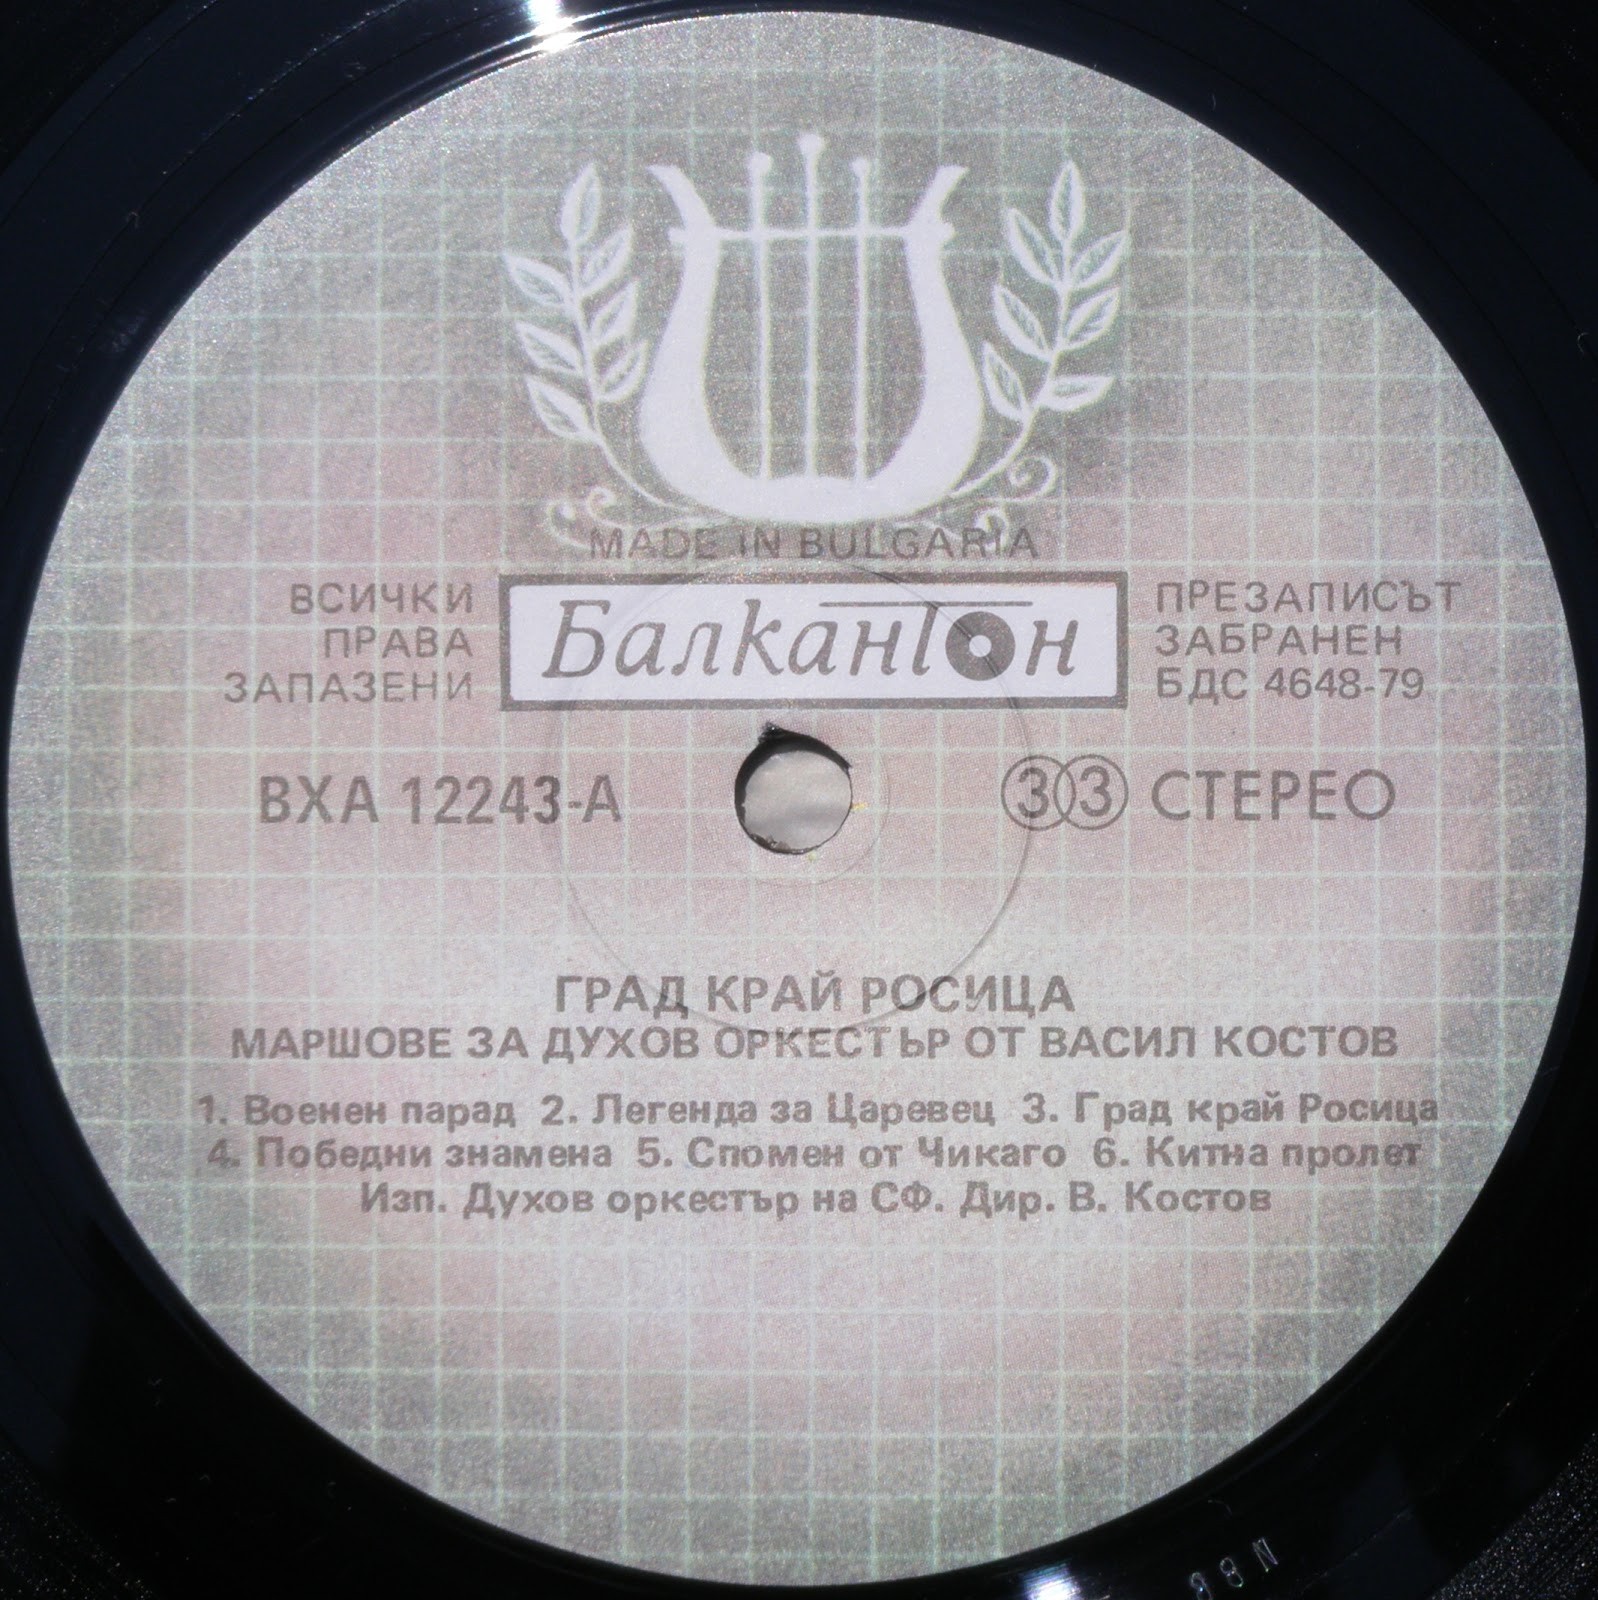 MADE IN BULGARIA
ВСИЧКИ
ПРАВА
ЗАПАЗЕНИ
Балкантон
ПРЕЗАПИСЪТ
ЗАБРАНЕН
БДС 4648-79
ВХА 12243-А
33 СТЕРЕО
ГРАД КРАЙ РОСИЦА
МАРШОВЕ ЗА ДУХОВ ОРКЕСТЪР ОТ ВАСИЛ КОСТОВ
1. Военен парад 2. Легенда за Царевец 3. Град край Росица
4. Победни знамена 5. Спомен от Чикаго 6. Китна пролет
Изп. Духов оркестър на СФ. Дир. В. Костов